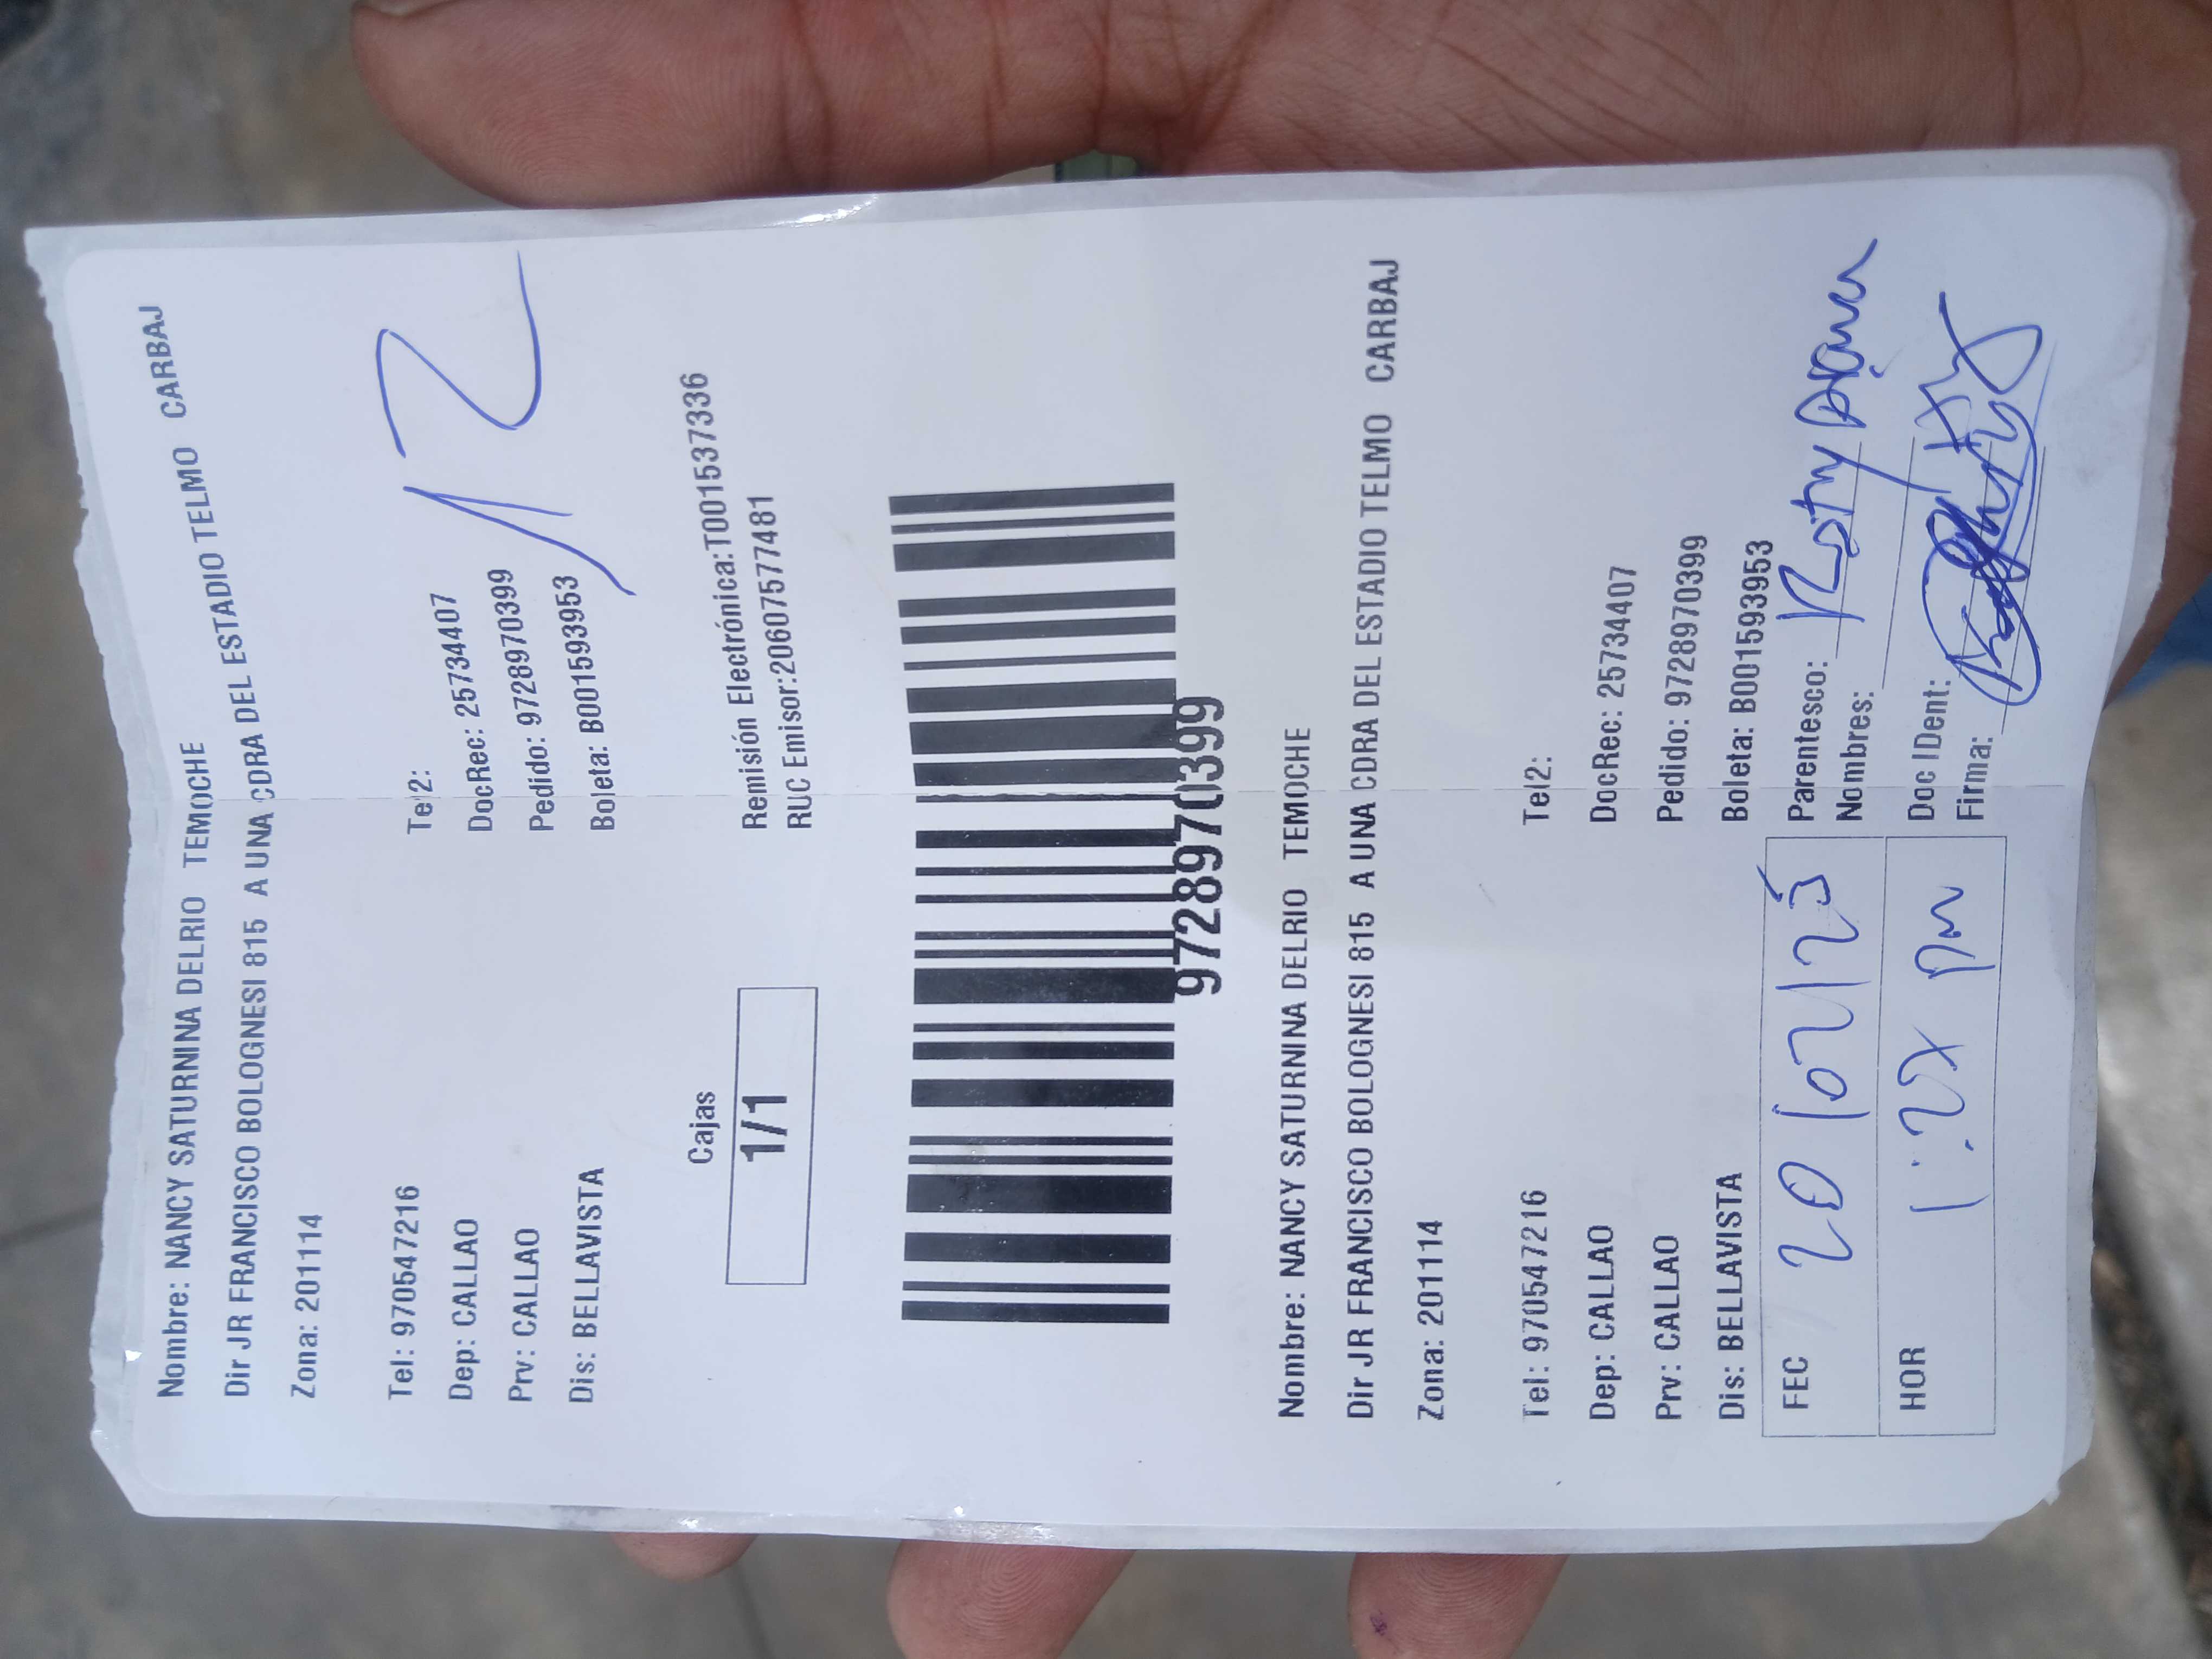 Nombre: NANCY SATURNINA DELRIO TEMOCHE
Dir JR FRANCISCO BOLOGNESI 815 A UNA CDRA DEL ESTADIO TELMO CARBAJ
Zona: 201114
Tel: 970547216 Tel2:
Dep: CALLAO DocRec: 25734407
Prv: CALLAO Pedido: 9728970399
Dis: BELLAVISTA Boleta: B001593953
12
Cajas
1/1
Remisión Electrónica:T001537336
RUC Emisor:20607577481
9728970399
Nombre: NANCY SATURNINA DELRIO TEMOCHE
Dir JR FRANCISCO BOLOGNESI 815 A UNA CDRA DEL ESTADIO TELMO CARBAJ
Zona: 201114
Tel: 970547216 Tel2:
Dep: CALLAO DocRec: 25734407
Prv: CALLAO Pedido: 9728970399
Dis: BELLAVISTA Boleta: B001593953
FEC 20/02/25
Parentesco:
Nombres:
HOR pm
Doc IDent:
Firma: